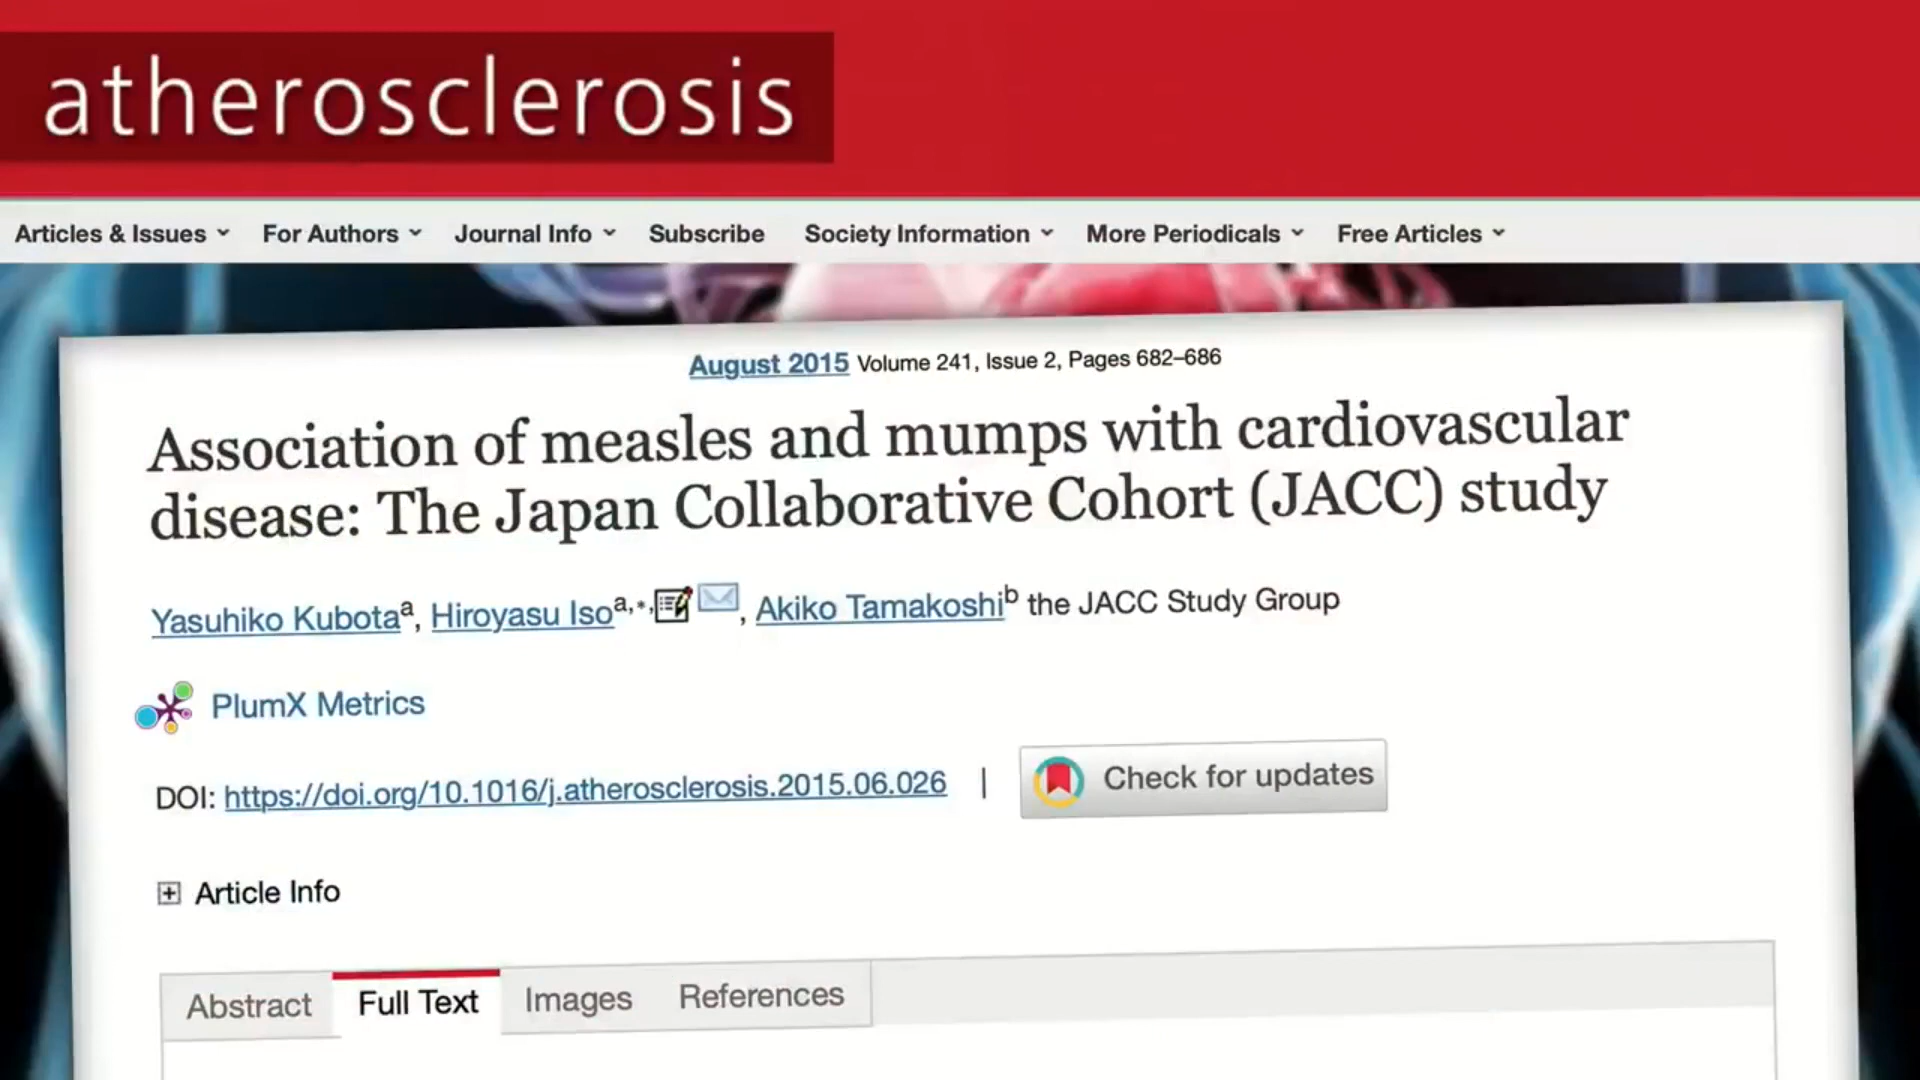 atherosclerosis
Articles & Issues For Authors Journal Info Subscribe Society Information More Periodicals Free Articles
August 2015 Volume 241, Issue 2, Pages 682–686
Association of measles and mumps with cardiovascular
disease: The Japan Collaborative Cohort (JACC) study
Yasuhiko Kubotaa, Hiroyasu Isoa,*, , Akiko Tamakoshib the JACC Study Group
PlumX Metrics
DOI: https://doi.org/10.1016/j.atherosclerosis.2015.06.026 | Check for updates
Article Info
Abstract Full Text Images References